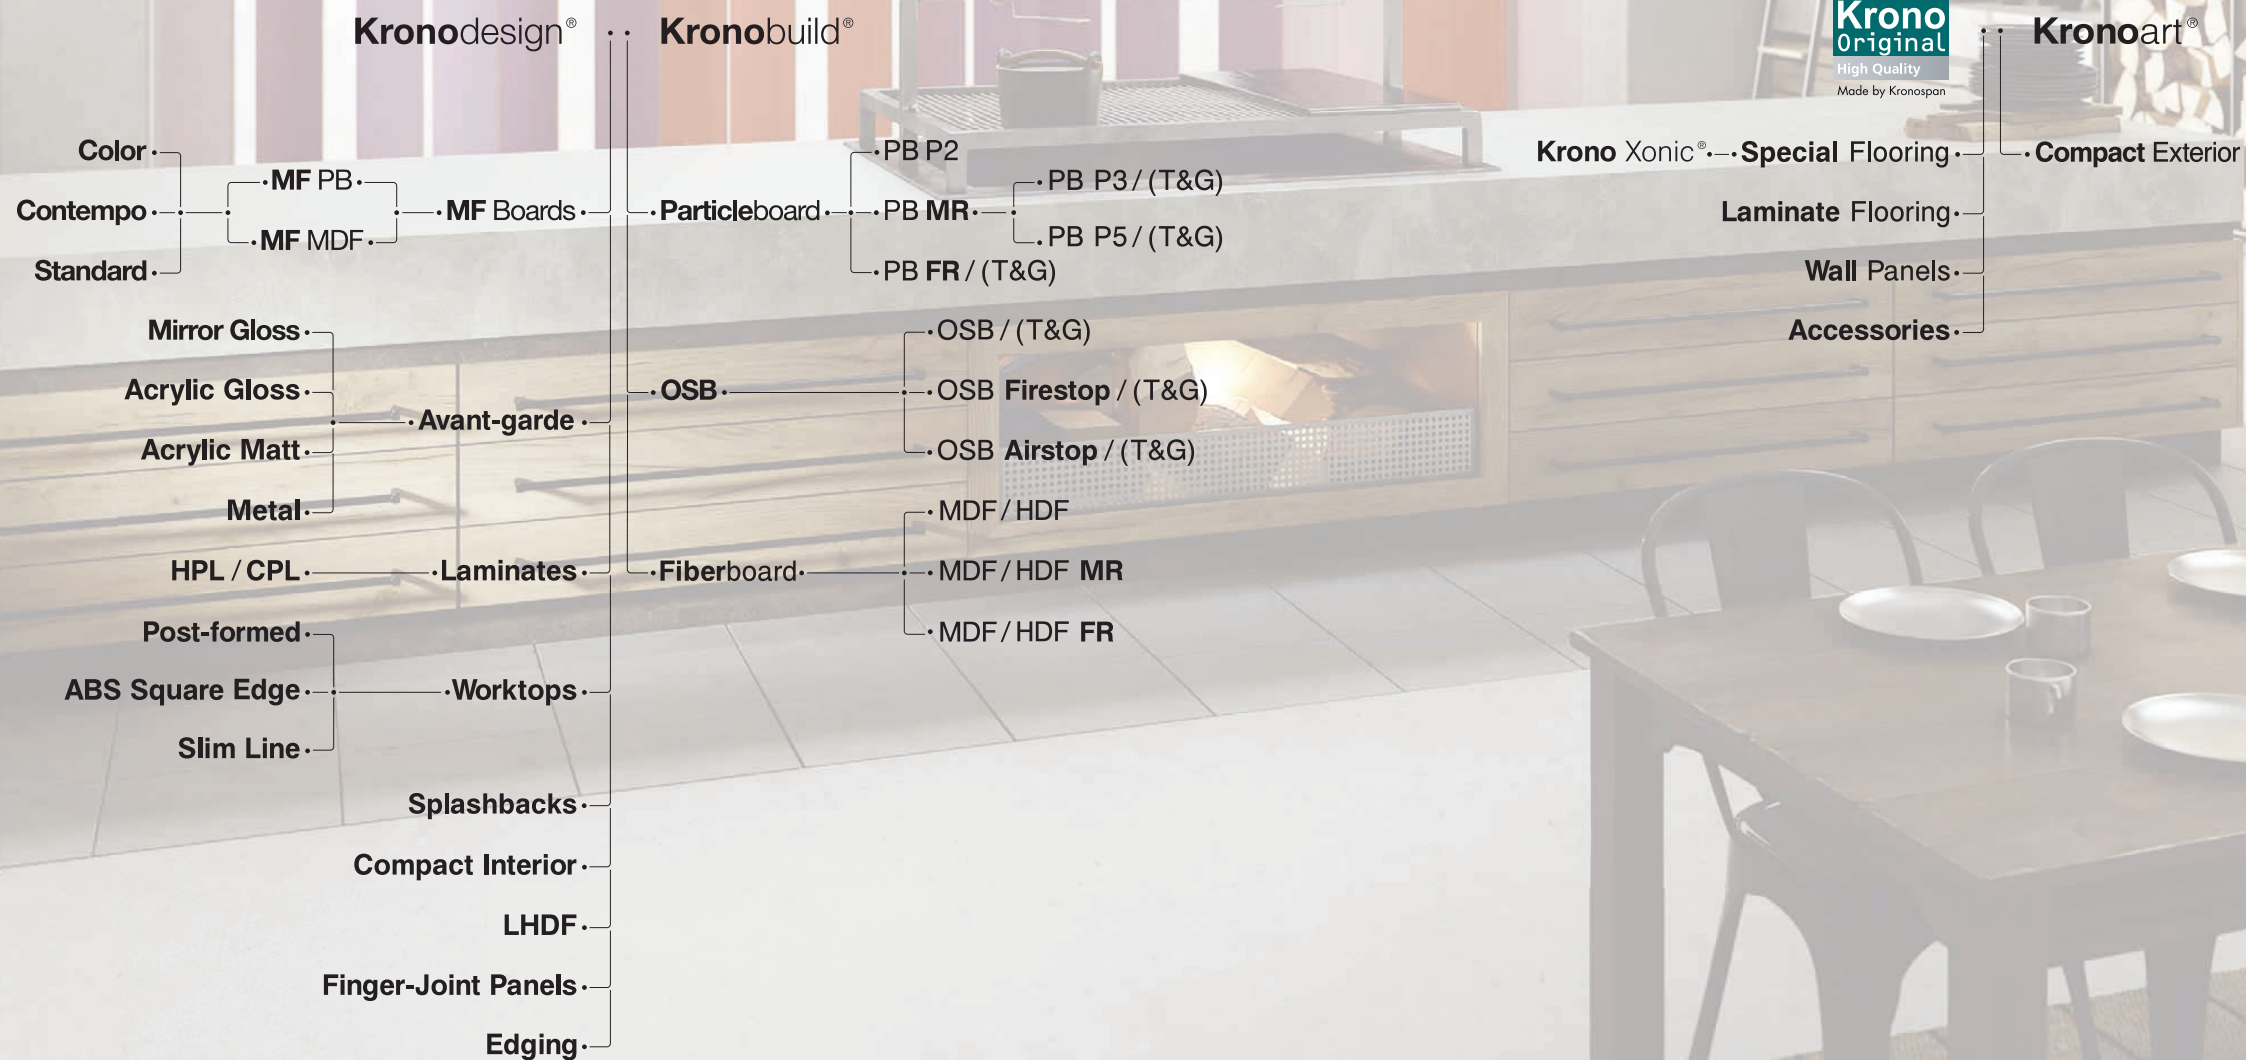 Kronodesign®
Kronobuild®
Krono
Original
High Quality
Made by Kronospan
Kronoart®
Color
Contempo
Standard
MF PB
MF MDF
MF Boards
Mirror Gloss
Acrylic Gloss
Acrylic Matt
Metal
Avant-garde
HPL / CPL
Laminates
Post-formed
ABS Square Edge
Slim Line
Worktops
Splashbacks
Compact Interior
LHDF
Finger-Joint Panels
Edging
Particleboard
PB P2
PB MR
PB P3 / (T&G)
PB P5 / (T&G)
PB FR / (T&G)
OSB
OSB / (T&G)
OSB Firestop / (T&G)
OSB Airstop / (T&G)
Fiberboard
MDF / HDF
MDF / HDF MR
MDF / HDF FR
Krono Xonic®
Special Flooring
Laminate Flooring
Wall Panels
Accessories
Compact Exterior